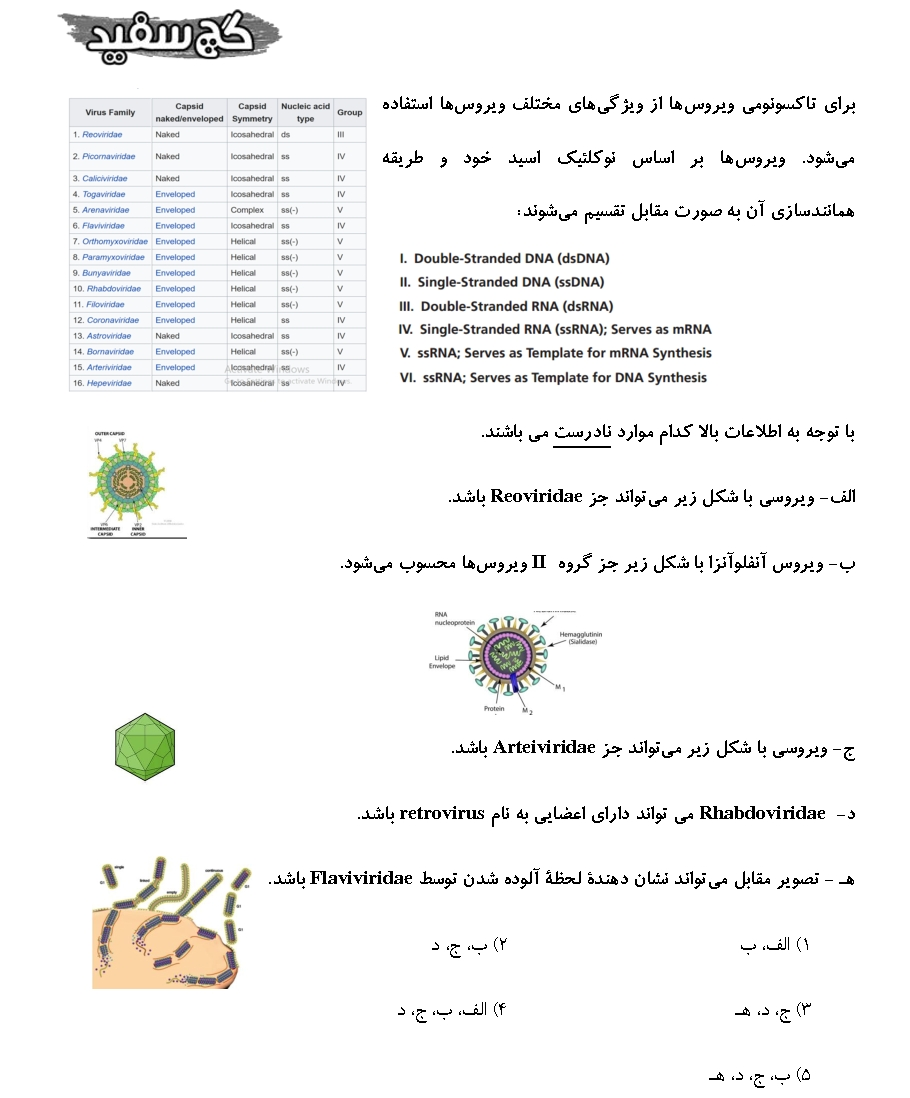 گچ سفید
برای تاکسونومی ویروس‌ها از ویژگی‌های مختلف ویروس‌ها استفاده
می‌شود. ویروس‌ها بر اساس نوکلئیک اسید خود و طریقه
همانندسازی آن به صورت مقابل تقسیم می‌شوند:
Virus Family Capsid naked/enveloped Capsid Symmetry Nucleic acid type Group
1. Reoviridae Naked Icosahedral ds III
2. Picornaviridae Naked Icosahedral ss IV
3. Caliciviridae Naked Icosahedral ss IV
4. Togaviridae Enveloped Icosahedral ss IV
5. Arenaviridae Enveloped Complex ss(-) V
6. Flaviviridae Enveloped Icosahedral ss IV
7. Orthomyxoviridae Enveloped Helical ss(-) V
8. Paramyxoviridae Enveloped Helical ss(-) V
9. Bunyaviridae Enveloped Helical ss(-) V
10. Rhabdoviridae Enveloped Helical ss(-) V
11. Filoviridae Enveloped Helical ss(-) V
12. Coronaviridae Enveloped Helical ss IV
13. Astroviridae Naked Icosahedral ss IV
14. Bornaviridae Enveloped Helical ss(-) V
15. Arteriviridae Enveloped Icosahedral ss IV
16. Hepeviridae Naked Icosahedral ss IV
I. Double-Stranded DNA (dsDNA)
II. Single-Stranded DNA (ssDNA)
III. Double-Stranded RNA (dsRNA)
IV. Single-Stranded RNA (ssRNA); Serves as mRNA
V. ssRNA; Serves as Template for mRNA Synthesis
VI. ssRNA; Serves as Template for DNA Synthesis
با توجه به اطلاعات بالا کدام موارد نادرست می باشند.
OUTER CAPSID
VP4 VP7
VP6 VP2
INTERMEDIATE CAPSID INNER CAPSID
الف- ویروسی با شکل زیر می‌تواند جز Reoviridae باشد.
ب- ویروس آنفلوآنزا با شکل زیر جز گروه II ویروس‌ها محسوب می‌شود.
RNA nucleoprotein
Hemagglutinin (Sialidase)
Lipid Envelope
M1
Protein
M2
ج- ویروسی با شکل زیر می‌تواند جز Arteiviridae باشد.
د- Rhabdoviridae می تواند دارای اعضایی به نام retrovirus باشد.
هـ - تصویر مقابل می‌تواند نشان دهندهٔ لحظهٔ آلوده شدن توسط Flaviviridae باشد.
single linked empty continuous
۱) الف، ب
۲) ب، ج، د
۳) ج، د، هـ
۴) الف، ب، ج، د
۵) ب، ج، د، هـ